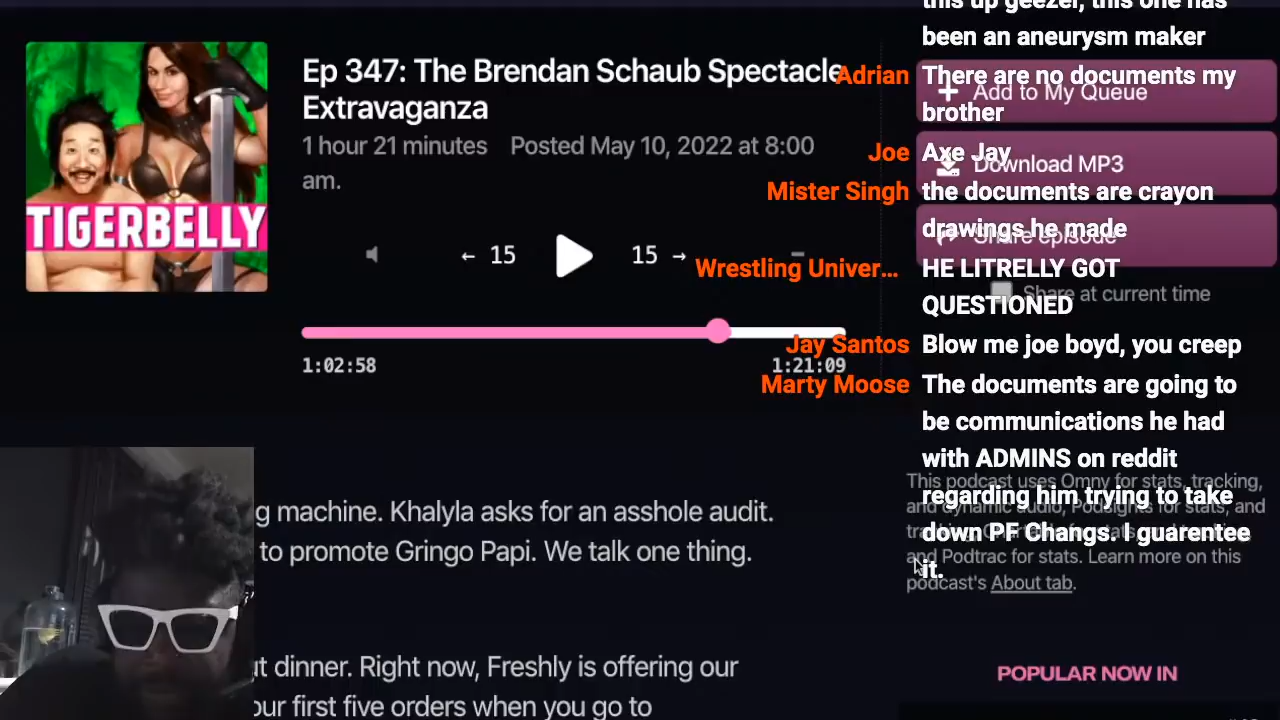 this up geezer, this one has
been an aneurysm maker
TIGERBELLY
Ep 347: The Brendan Schaub Spectacle
Extravaganza
1 hour 21 minutes Posted May 10, 2022 at 8:00
am.
← 15 15 →
1:02:58 1:21:09
Adrian There are no documents my
brother
Add to My Queue
Joe Axe Jay
Download MP3
Mister Singh the documents are crayon
drawings he made
Share episode
Wrestling Univer... HE LITRELLY GOT
QUESTIONED
Share at current time
Jay Santos Blow me joe boyd, you creep
Marty Moose The documents are going to
be communications he had
with ADMINS on reddit
regarding him trying to take
down PF Changs. I guarentee
it.
g machine. Khalyla asks for an asshole audit.
to promote Gringo Papi. We talk one thing.
This podcast uses Omny for stats, tracking,
and dynamic audio, Podsights for stats, and
and Podtrac for stats. Learn more on this
podcast's About tab.
ut dinner. Right now, Freshly is offering our
our first five orders when you go to
POPULAR NOW IN